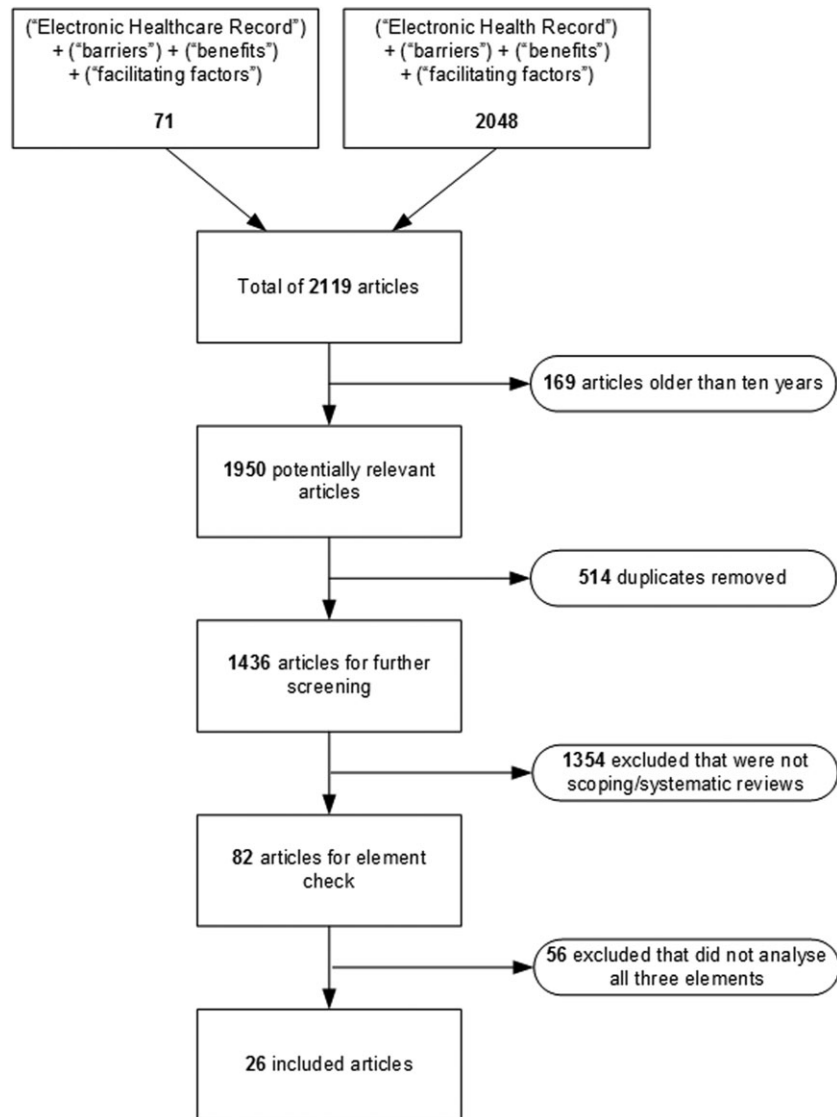 (“Electronic Healthcare Record”)
+ (“barriers”) + (“benefits”)
+ (“facilitating factors”)
71
(“Electronic Health Record”)
+ (“barriers”) + (“benefits”)
+ (“facilitating factors”)
2048
Total of 2119 articles
169 articles older than ten years
1950 potentially relevant
articles
514 duplicates removed
1436 articles for further
screening
1354 excluded that were not
scoping/systematic reviews
82 articles for element
check
56 excluded that did not analyse
all three elements
26 included articles